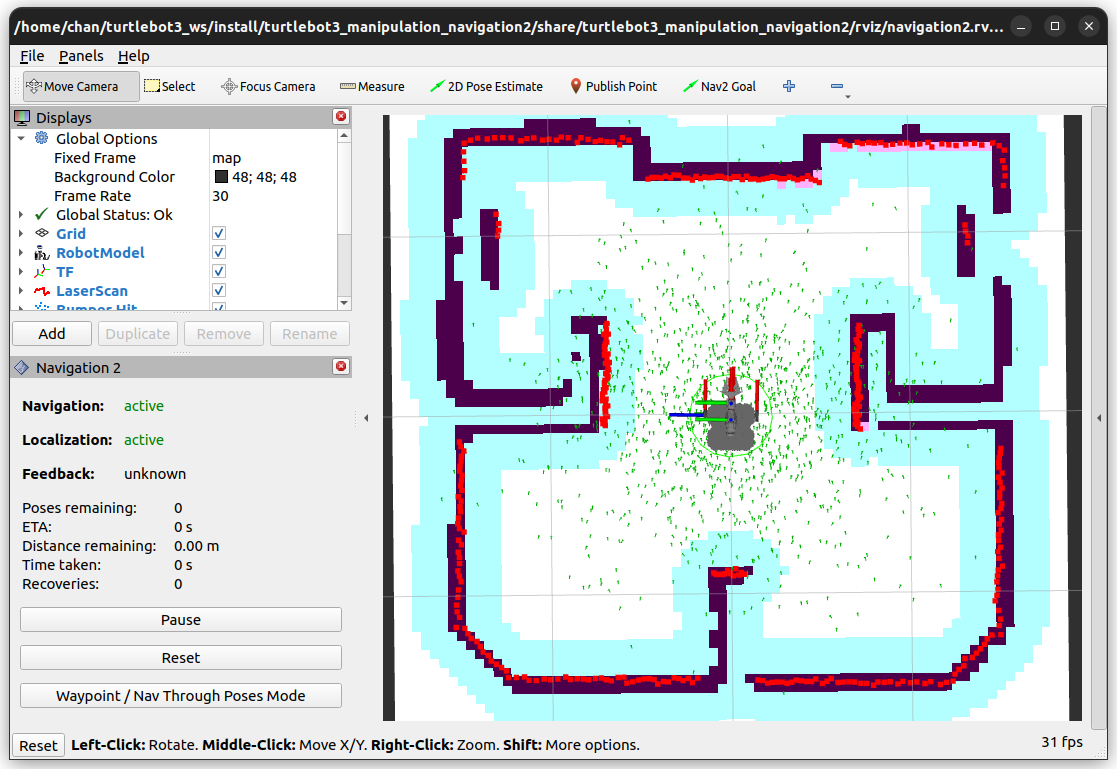 /home/chan/turtlebot3_ws/install/turtlebot3_manipulation_navigation2/share/turtlebot3_manipulation_navigation2/rviz/navigation2.rv...
File Panels Help
Move Camera Select Focus Camera Measure 2D Pose Estimate Publish Point Nav2 Goal
Displays
Global Options
Fixed Frame map
Background Color 48; 48; 48
Frame Rate 30
Global Status: Ok
Grid
RobotModel
TF
LaserScan
Bumper Hit
Add Duplicate Remove Rename
Navigation 2
Navigation: active
Localization: active
Feedback: unknown
Poses remaining: 0
ETA: 0 s
Distance remaining: 0.00 m
Time taken: 0 s
Recoveries: 0
Pause
Reset
Waypoint / Nav Through Poses Mode
Reset Left-Click: Rotate. Middle-Click: Move X/Y. Right-Click: Zoom. Shift: More options. 31 fps